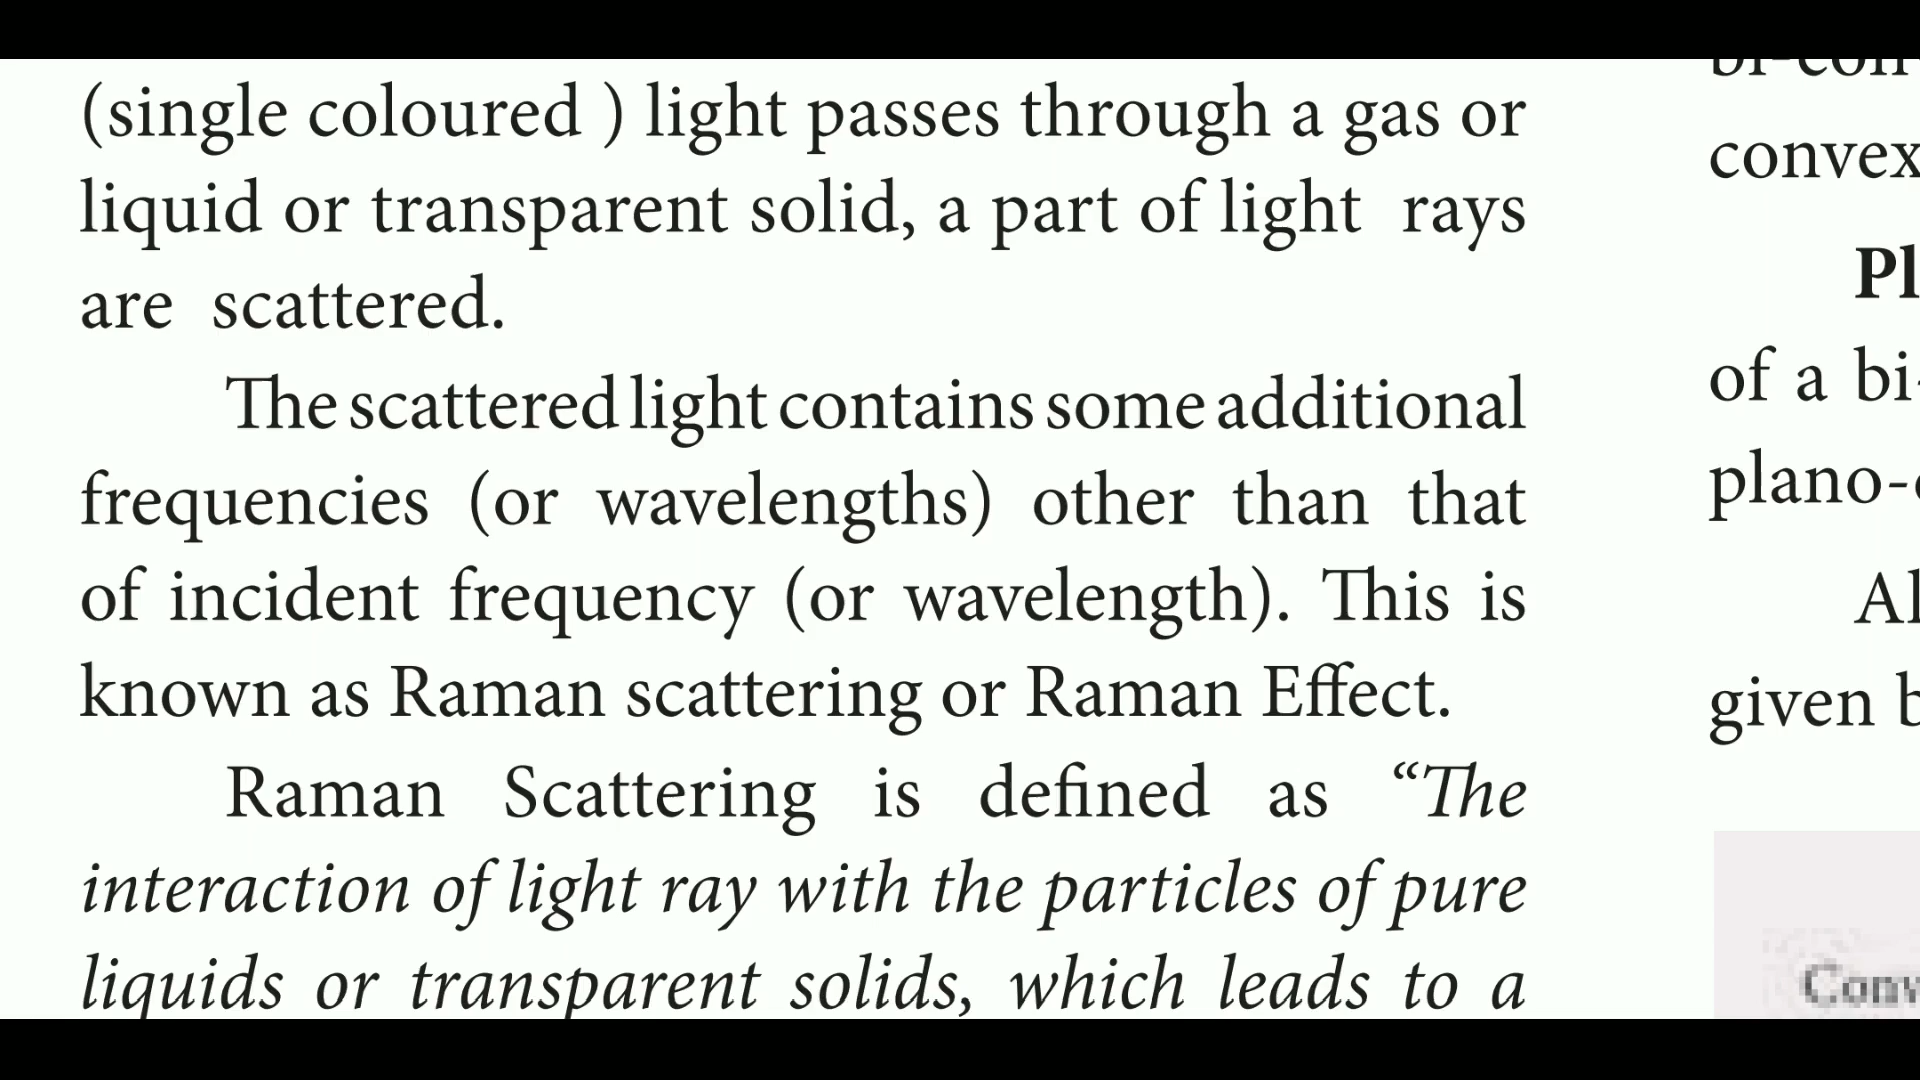 (single coloured ) light passes through a gas or
liquid or transparent solid, a part of light rays
are scattered.
The scattered light contains some additional
frequencies (or wavelengths) other than that
of incident frequency (or wavelength). This is
known as Raman scattering or Raman Effect.
Raman Scattering is defined as “The
interaction of light ray with the particles of pure
liquids or transparent solids, which leads to a
convex
Pl
of a bi-
plano-
Al
given b
Conv